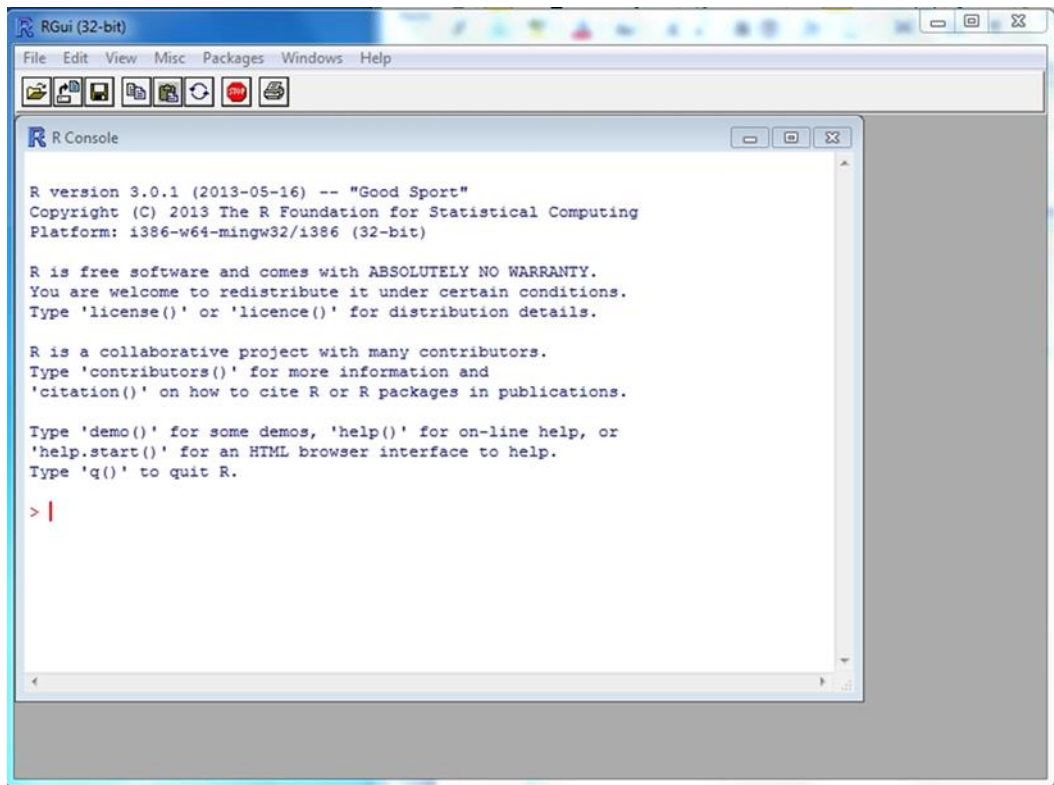 RGui (32-bit)
File Edit View Misc Packages Windows Help
STOP
R Console
R version 3.0.1 (2013-05-16) -- "Good Sport"
Copyright (C) 2013 The R Foundation for Statistical Computing
Platform: i386-w64-mingw32/i386 (32-bit)
R is free software and comes with ABSOLUTELY NO WARRANTY.
You are welcome to redistribute it under certain conditions.
Type 'license()' or 'licence()' for distribution details.
R is a collaborative project with many contributors.
Type 'contributors()' for more information and
'citation()' on how to cite R or R packages in publications.
Type 'demo()' for some demos, 'help()' for on-line help, or
'help.start()' for an HTML browser interface to help.
Type 'q()' to quit R.
>